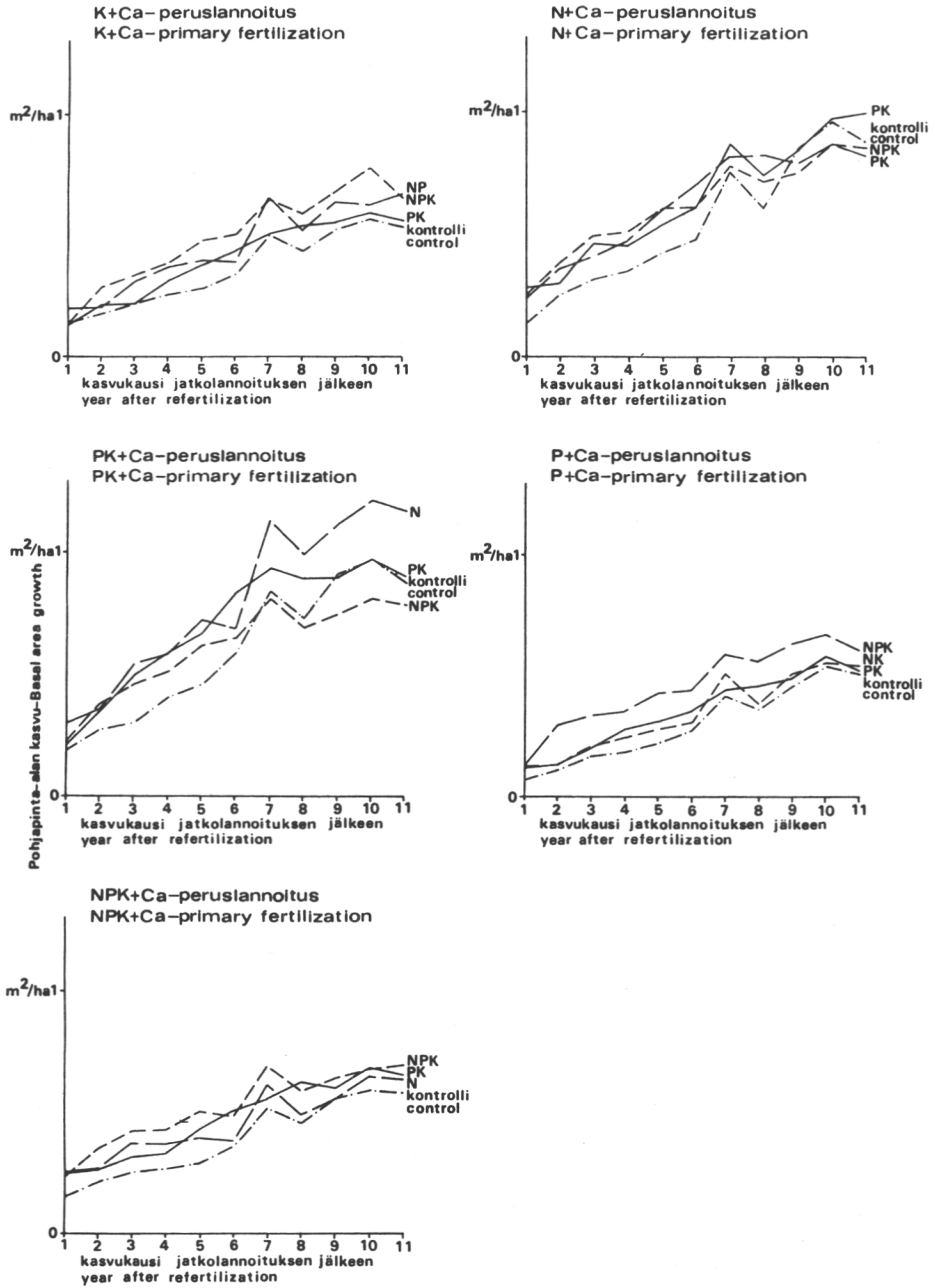 K+Ca-peruslannoitus
K+Ca-primary fertilization
m²/ha1
NP
NPK
PK
kontrolli
control
0
1 2 3 4 5 6 7 8 9 10 11
kasvukausi jatkolannoituksen jälkeen
year after refertilization
N+Ca-peruslannoitus
N+Ca-primary fertilization
m²/ha1
PK
kontrolli
control
NPK
PK
0
1 2 3 4 5 6 7 8 9 10 11
kasvukausi jatkolannoituksen jälkeen
year after refertilization
PK+Ca-peruslannoitus
PK+Ca-primary fertilization
Pohjapinta-alan kasvu-Basal area growth
m²/ha1
N
PK
kontrolli
control
NPK
0
1 2 3 4 5 6 7 8 9 10 11
kasvukausi jatkolannoituksen jälkeen
year after refertilization
P+Ca-peruslannoitus
P+Ca-primary fertilization
m²/ha1
NPK
NK
PK
kontrolli
control
0
1 2 3 4 5 6 7 8 9 10 11
kasvukausi jatkolannoituksen jälkeen
year after refertilization
NPK+Ca-peruslannoitus
NPK+Ca-primary fertilization
m²/ha1
NPK
PK
N
kontrolli
control
0
1 2 3 4 5 6 7 8 9 10 11
kasvukausi jatkolannoituksen jälkeen
year after refertilization